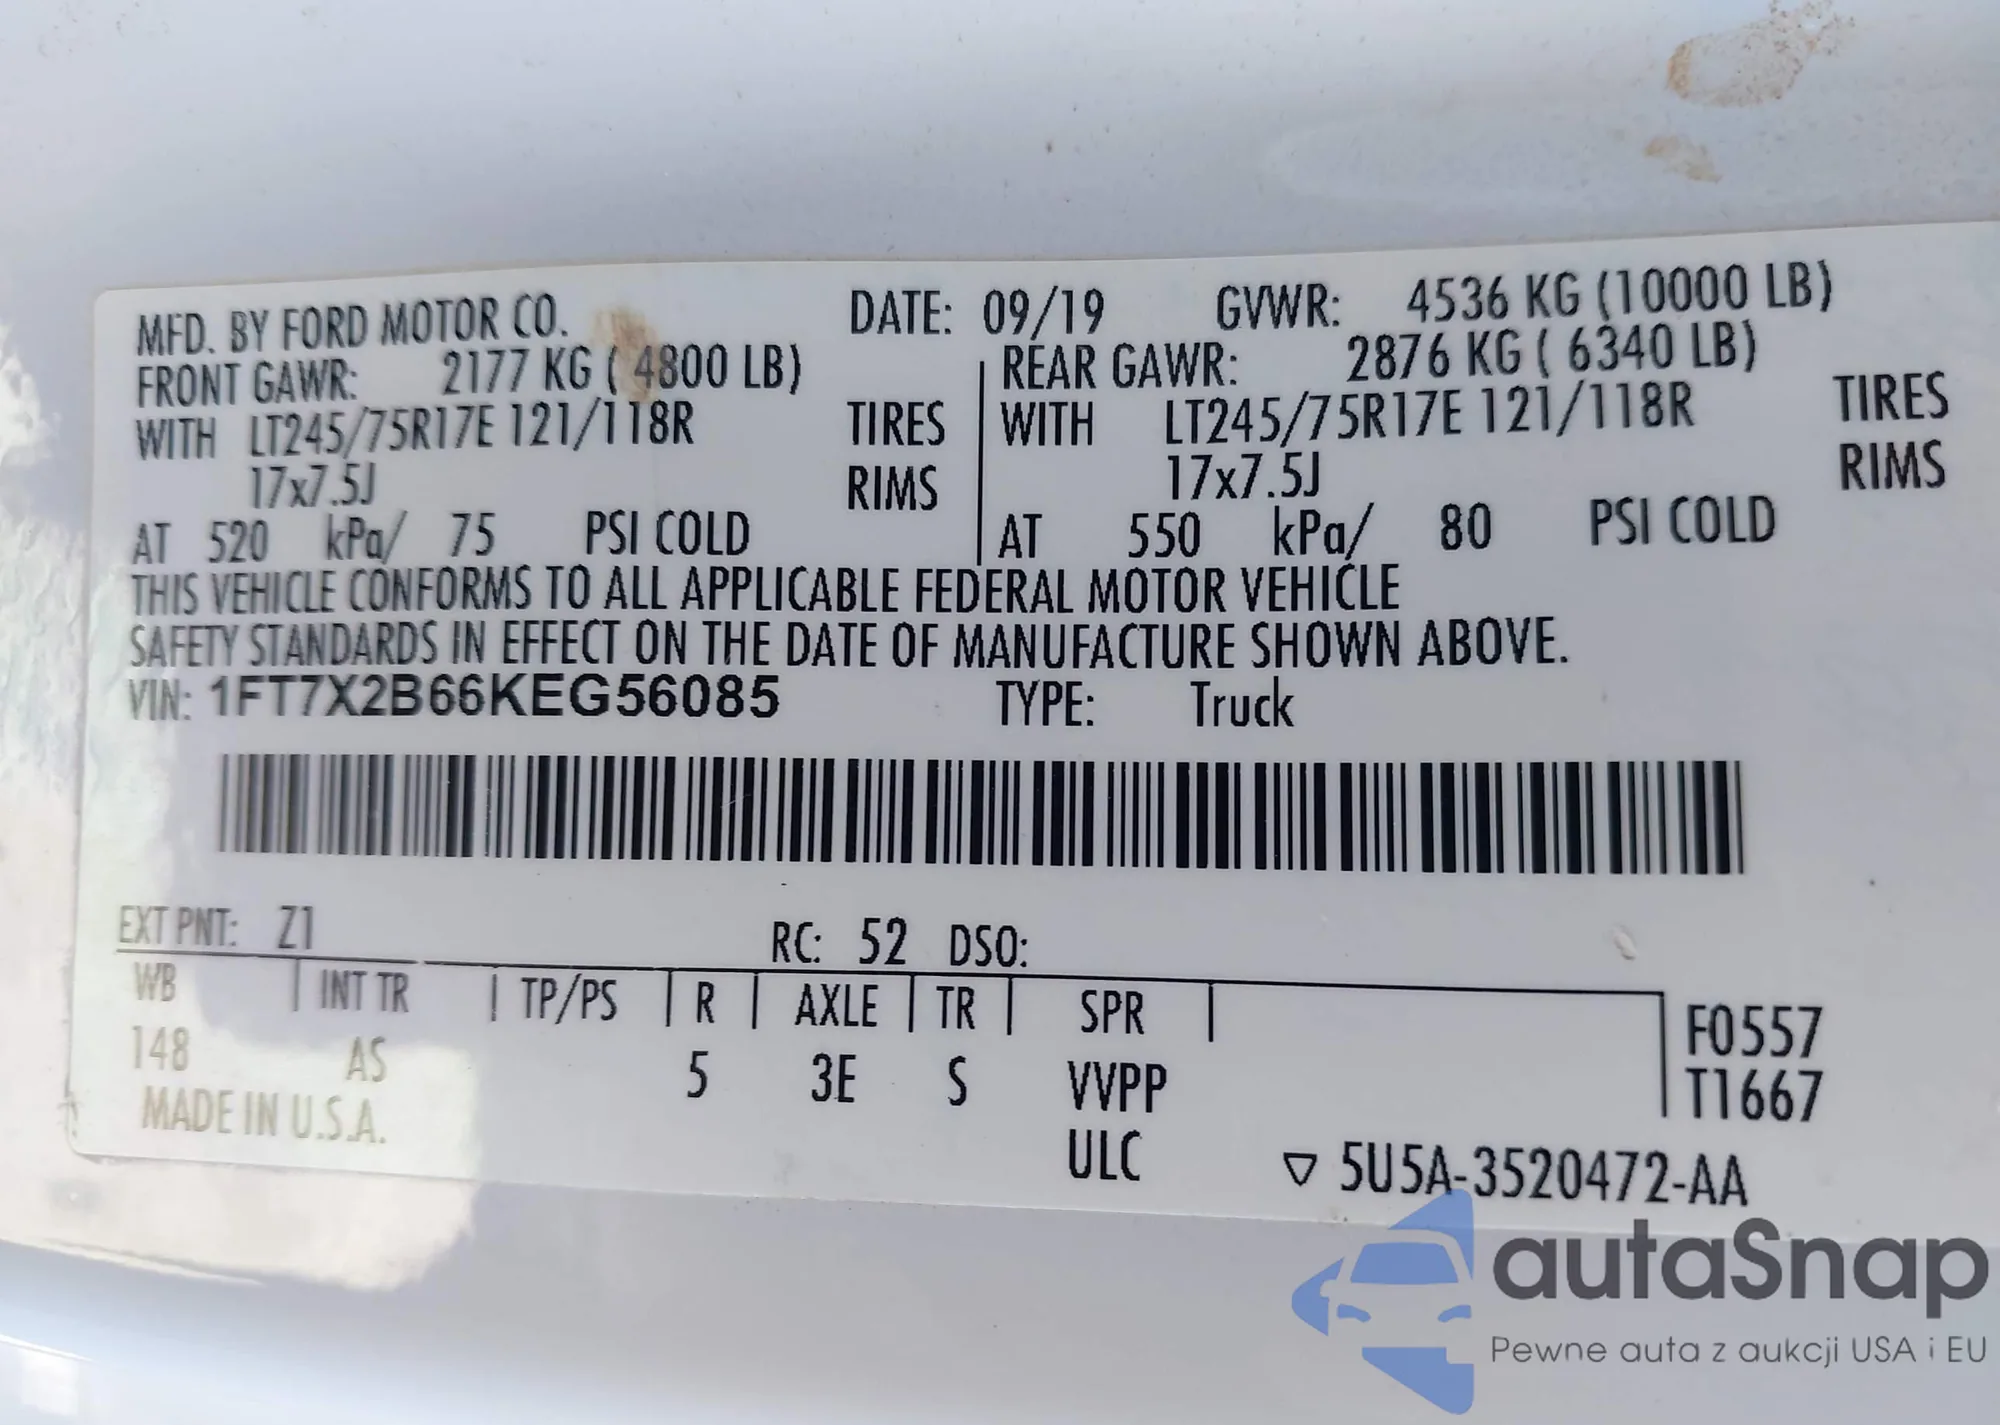 MFD. BY FORD MOTOR CO. DATE: 09/19 GVWR: 4536 KG (10000 LB)
FRONT GAWR: 2177 KG ( 4800 LB) REAR GAWR: 2876 KG ( 6340 LB)
WITH LT245/75R17E 121/118R TIRES WITH LT245/75R17E 121/118R TIRES
17x7.5J RIMS 17x7.5J RIMS
AT 520 kPa/ 75 PSI COLD AT 550 kPa/ 80 PSI COLD
THIS VEHICLE CONFORMS TO ALL APPLICABLE FEDERAL MOTOR VEHICLE
SAFETY STANDARDS IN EFFECT ON THE DATE OF MANUFACTURE SHOWN ABOVE.
VIN: 1FT7X2B66KEG56085 TYPE: Truck
EXT PNT: Z1 RC: 52 DSO:
WB INT TR TP/PS R AXLE TR SPR F0557
148 AS 5 3E S VVPP T1667
MADE IN U.S.A. ULC ▽ 5U5A-3520472-AA
autaSnap
Pewne auta z aukcji USA i EU